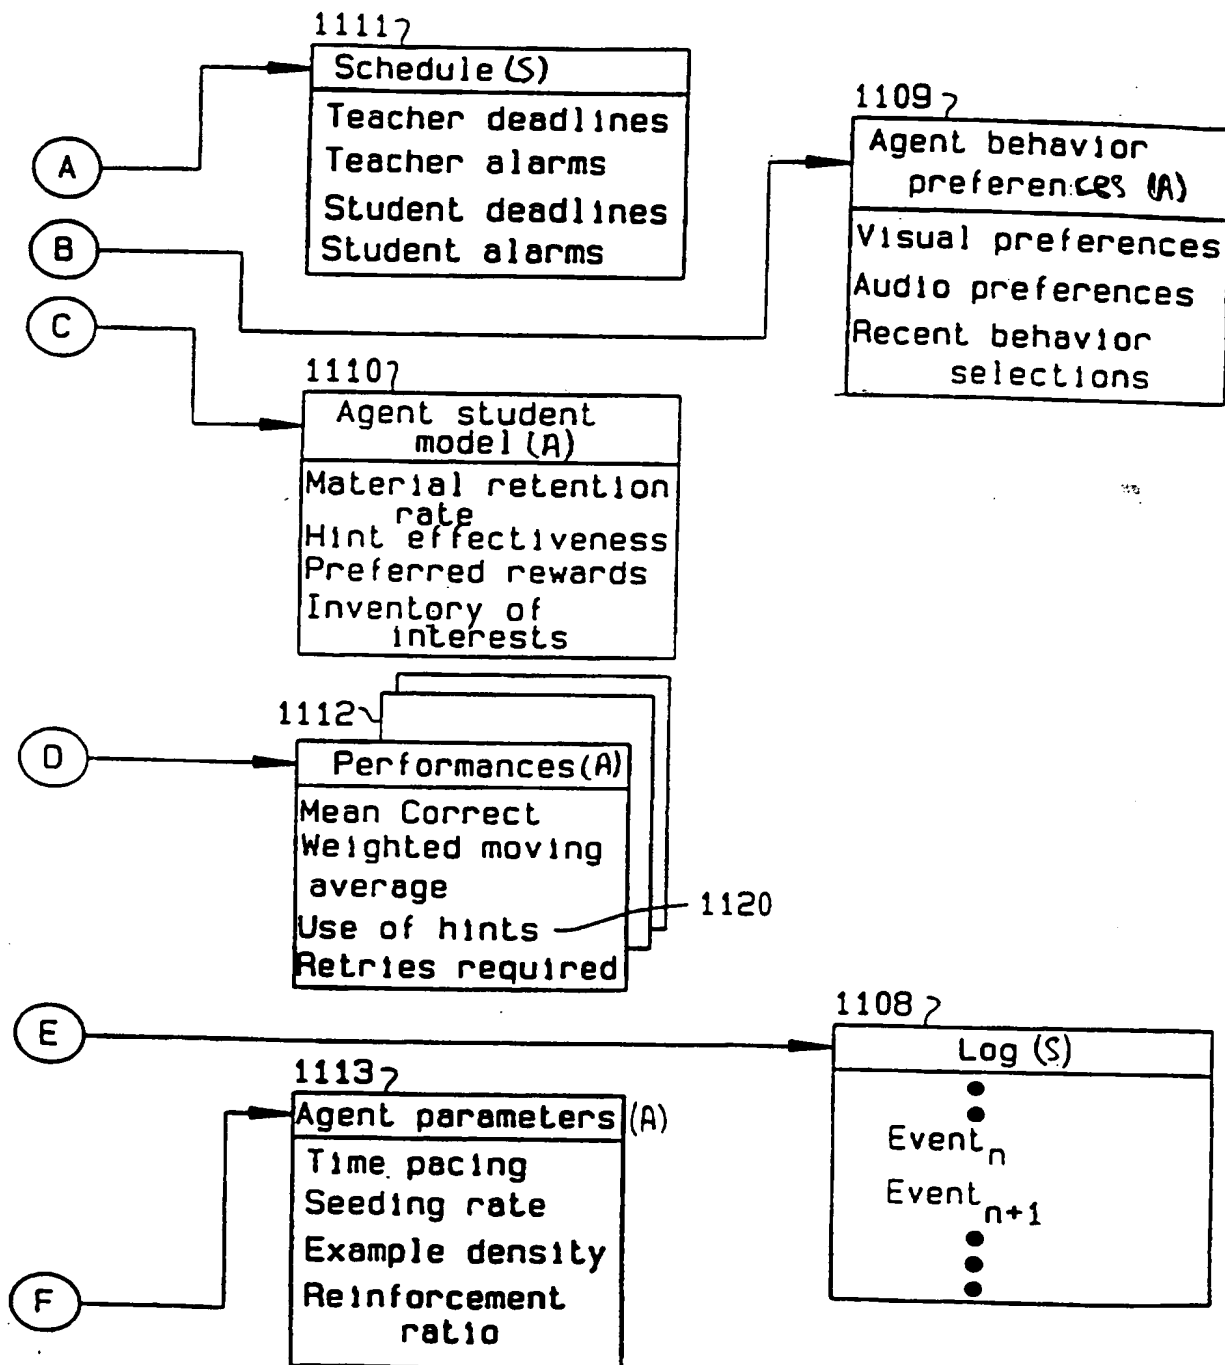 1111
Schedule (S)
Teacher deadlines
Teacher alarms
Student deadlines
Student alarms
A
B
C
1109
Agent behavior
preferences (A)
Visual preferences
Audio preferences
Recent behavior
selections
1110
Agent student
model (A)
Material retention
rate
Hint effectiveness
Preferred rewards
Inventory of
interests
D
1112
Performances (A)
Mean Correct
Weighted moving
average
Use of hints
1120
Retries required
E
1108
Log (S)
Event n
Event n+1
F
1113
Agent parameters (A)
Time pacing
Seeding rate
Example density
Reinforcement
ratio